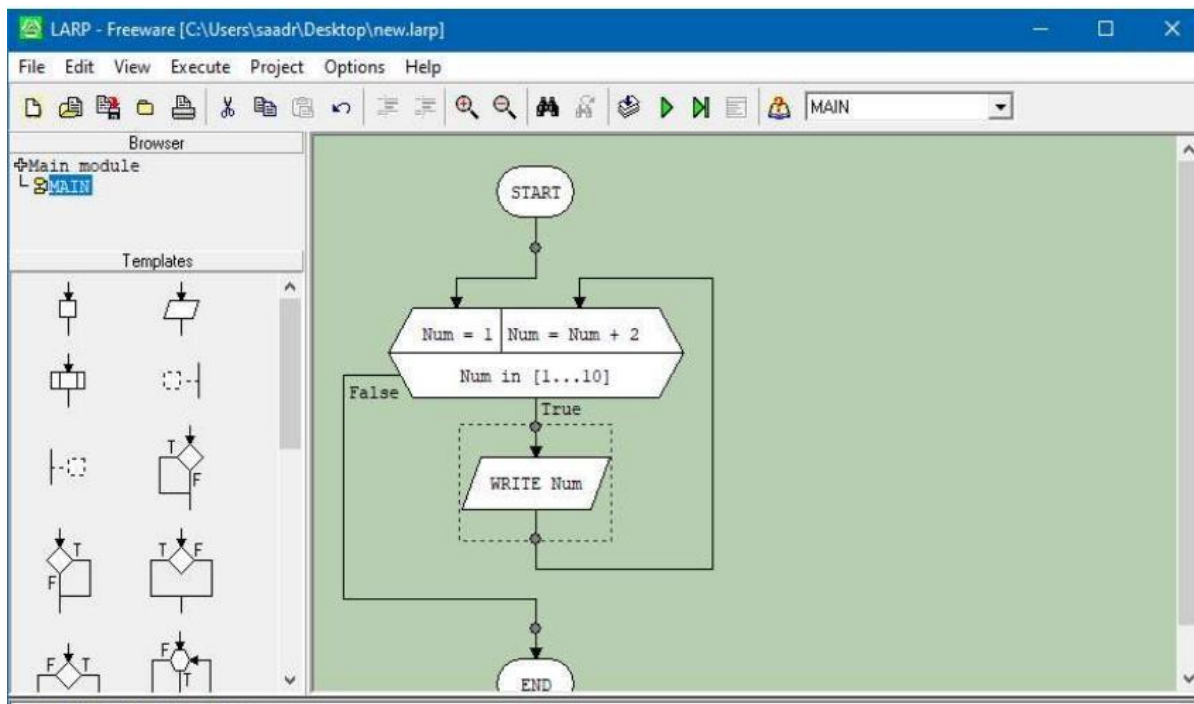 LARP - Freeware [C:\Users\saadr\Desktop\new.larp]
File Edit View Execute Project Options Help
MAIN
Browser
Main module
MAIN
Templates
T
F
T
F
T F
F T
F
T
START
Num = 1 Num = Num + 2
Num in [1...10]
False
True
WRITE Num
END